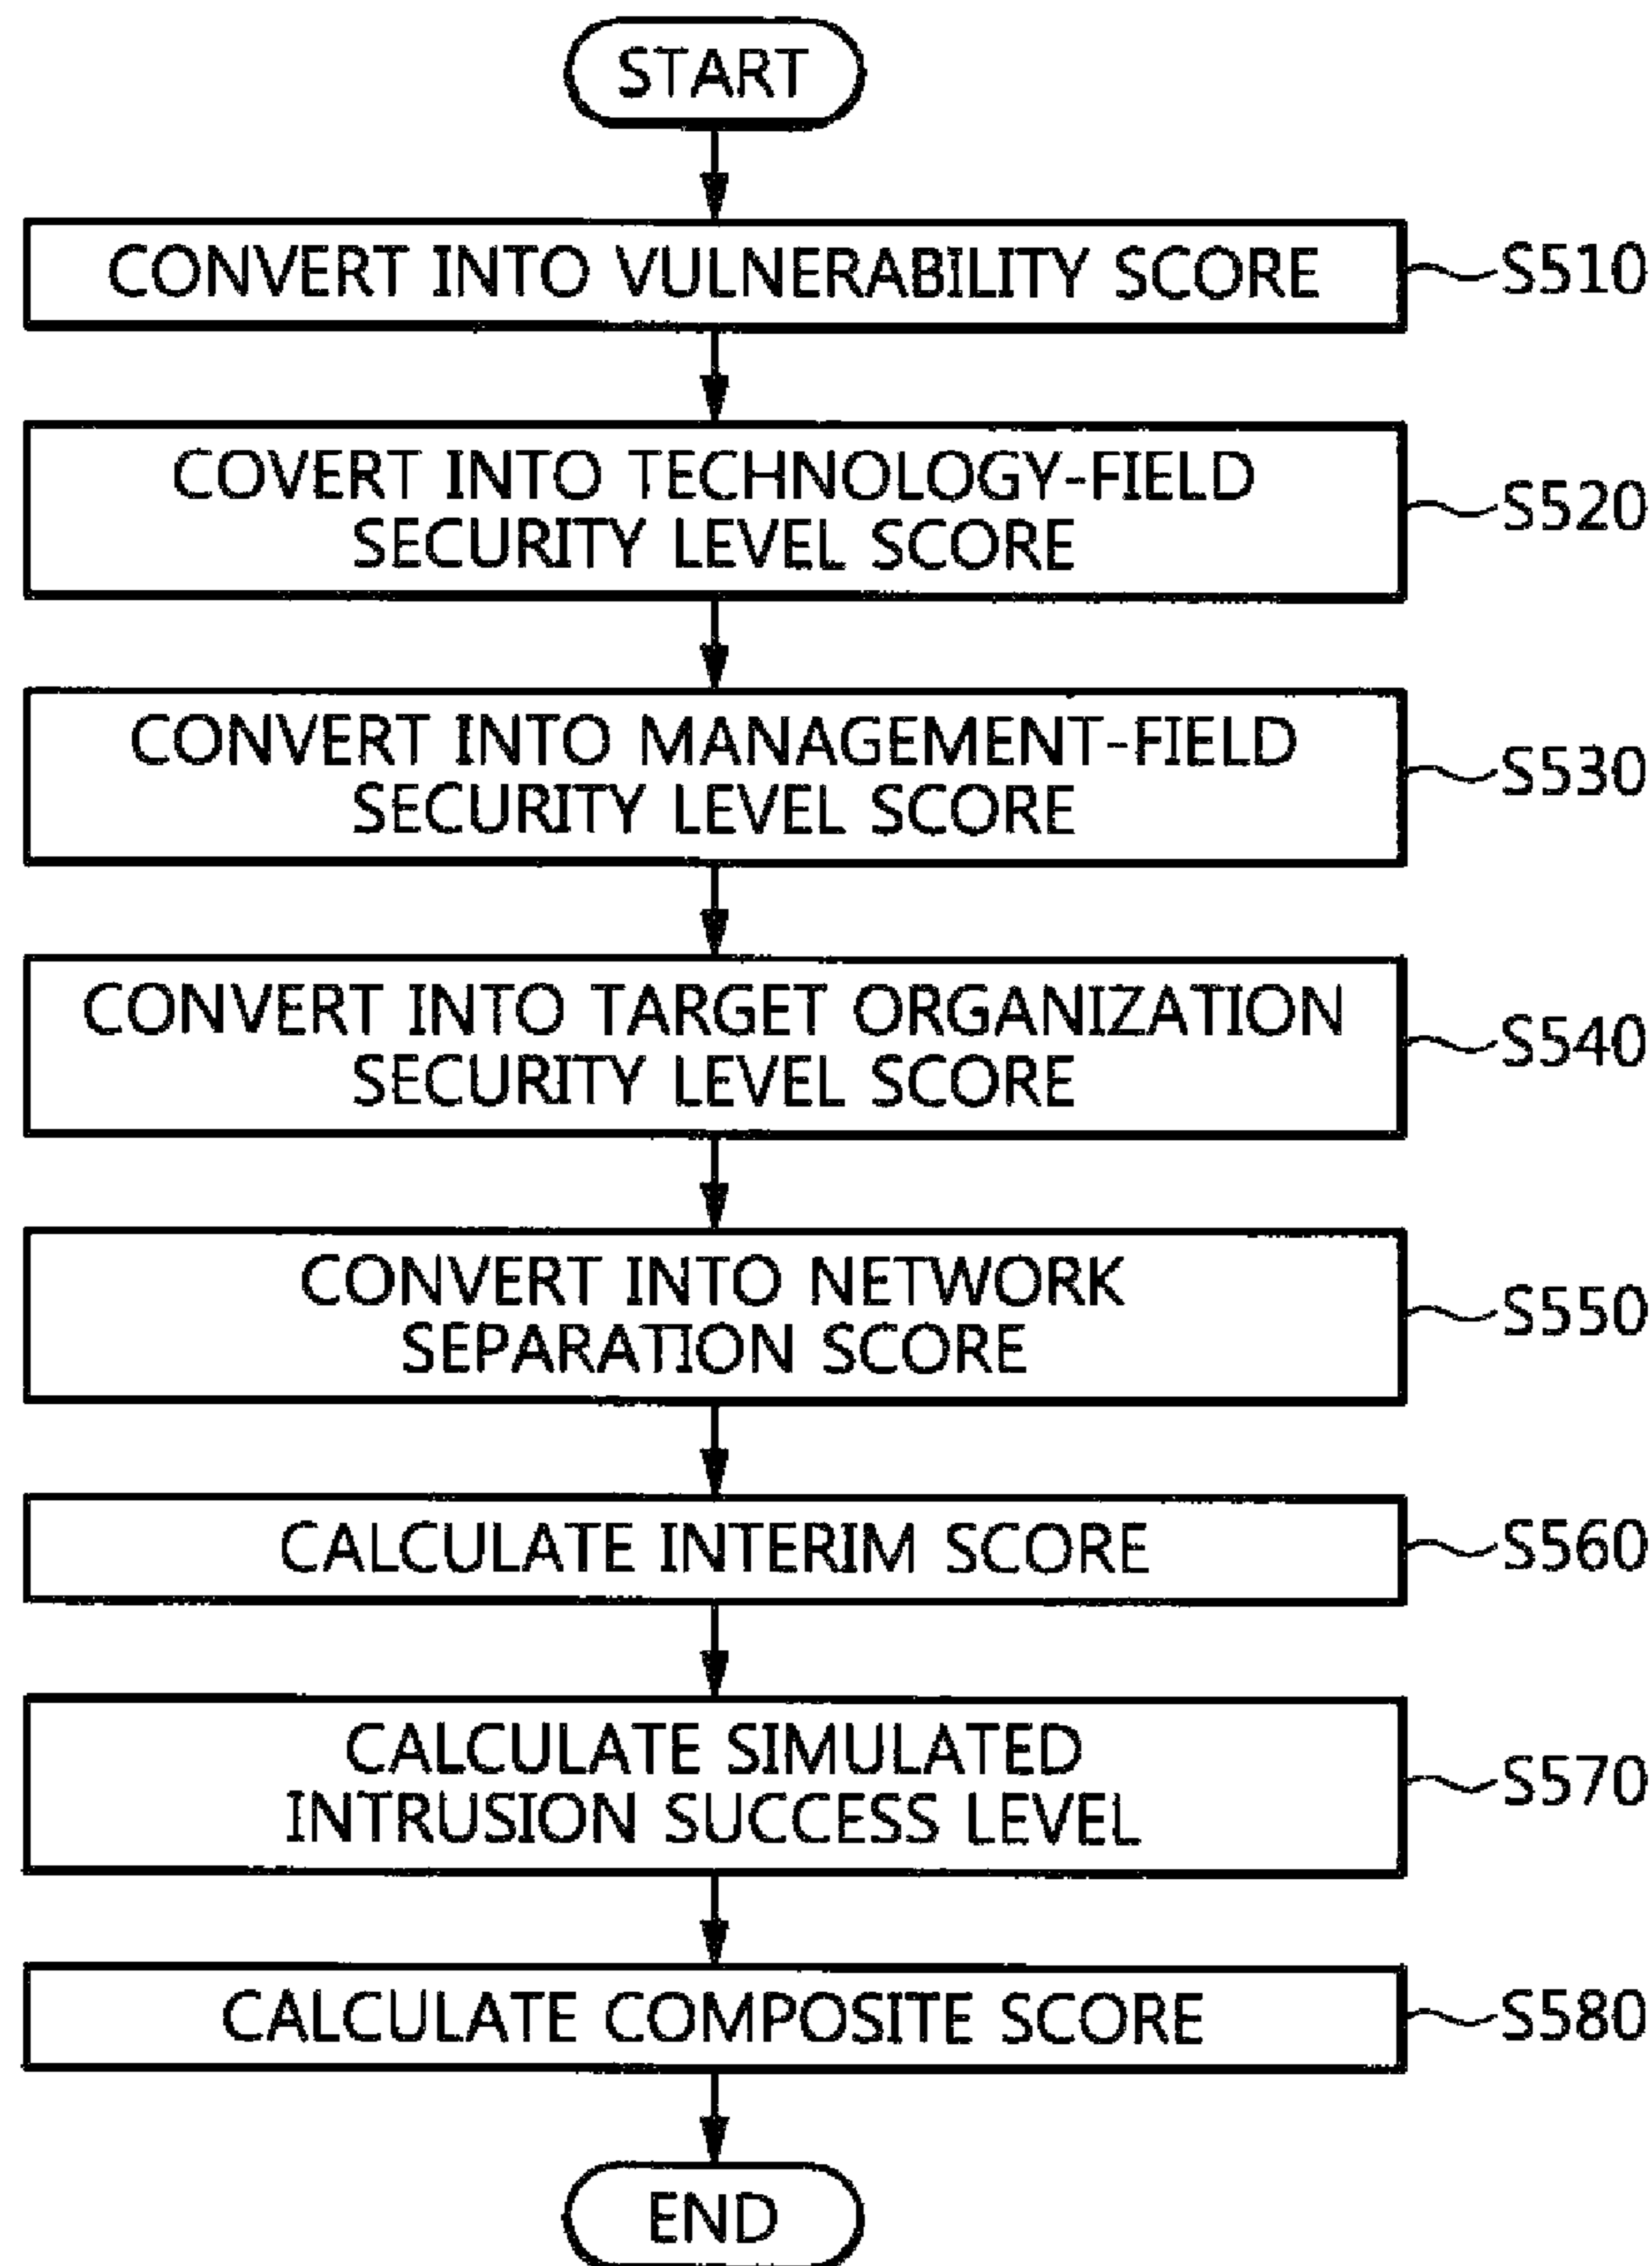 START
CONVERT INTO VULNERABILITY SCORE
S510
COVERT INTO TECHNOLOGY-FIELD
SECURITY LEVEL SCORE
S520
CONVERT INTO MANAGEMENT-FIELD
SECURITY LEVEL SCORE
S530
CONVERT INTO TARGET ORGANIZATION
SECURITY LEVEL SCORE
S540
CONVERT INTO NETWORK
SEPARATION SCORE
S550
CALCULATE INTERIM SCORE
S560
CALCULATE SIMULATED
INTRUSION SUCCESS LEVEL
S570
CALCULATE COMPOSITE SCORE
S580
END